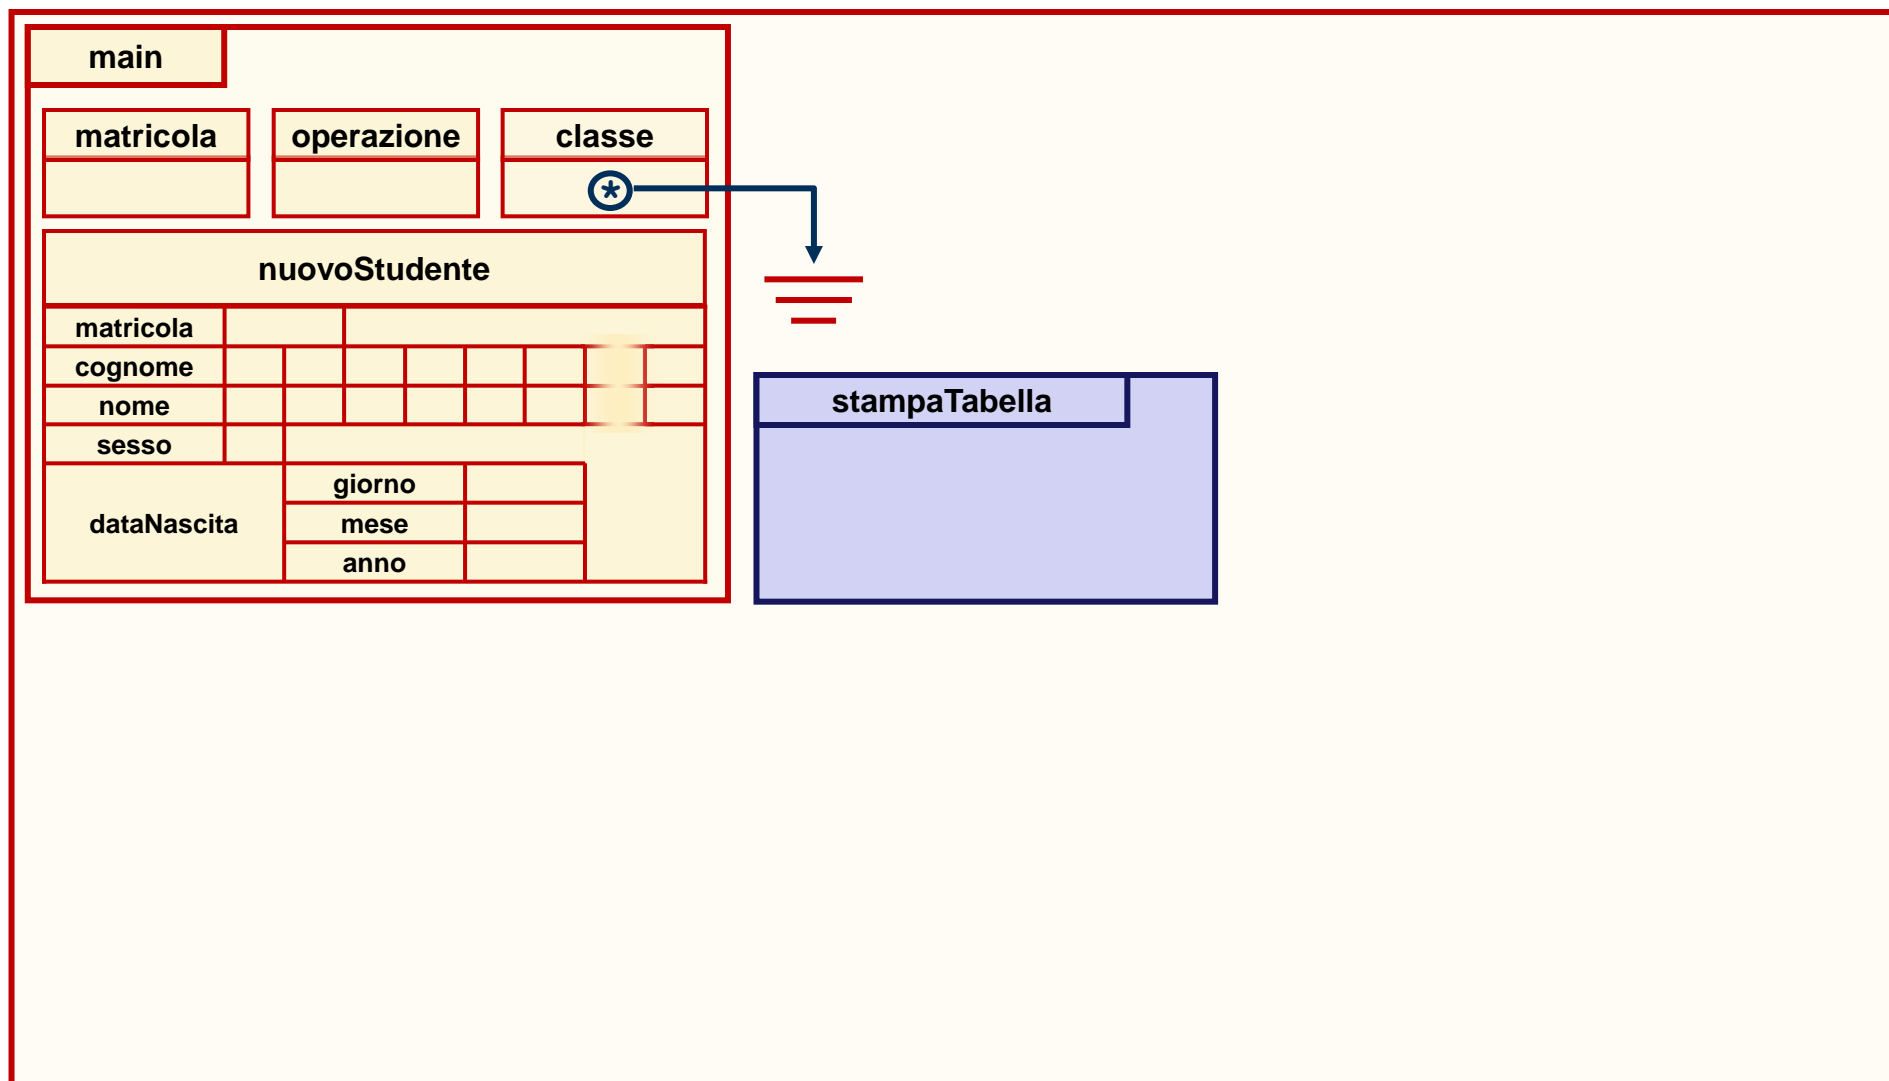 main
matricola operazione classe
*
nuovoStudente
matricola
cognome
nome
sesso
dataNascita
giorno
mese
anno
stampaTabella